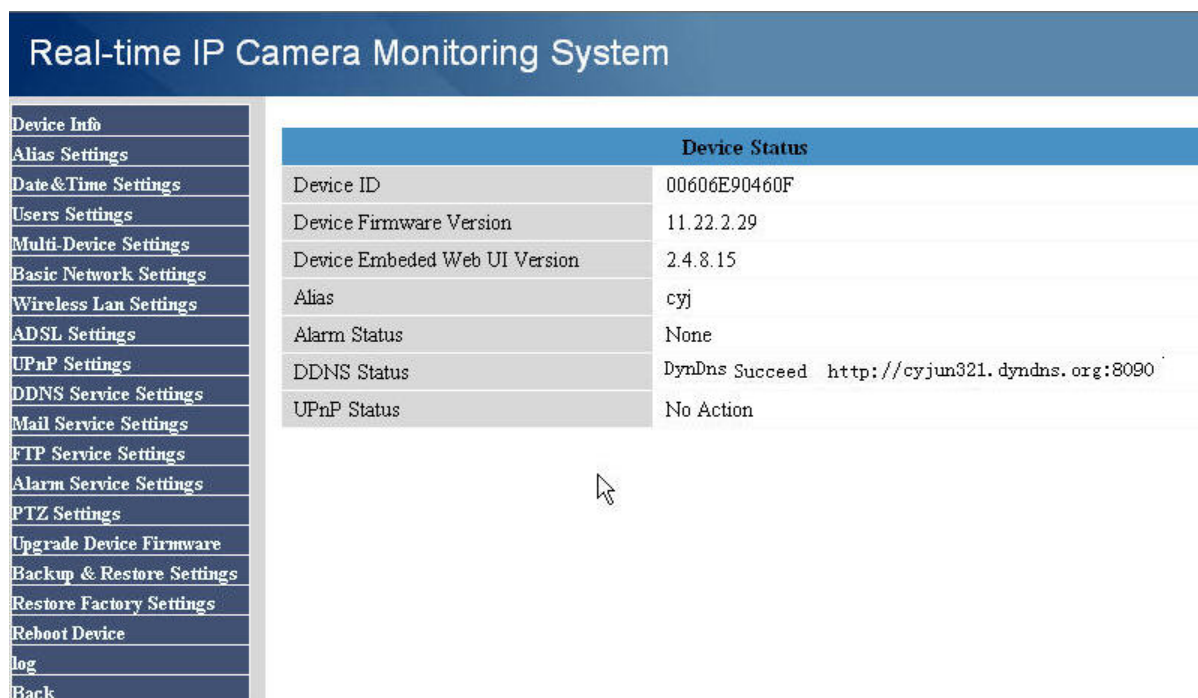 Real-time IP Camera Monitoring System
Device Info
Alias Settings
Date&Time Settings
Users Settings
Multi-Device Settings
Basic Network Settings
Wireless Lan Settings
ADSL Settings
UPnP Settings
DDNS Service Settings
Mail Service Settings
FTP Service Settings
Alarm Service Settings
PTZ Settings
Upgrade Device Firmware
Backup & Restore Settings
Restore Factory Settings
Reboot Device
log
Back
Device Status
Device ID 00606E90460F
Device Firmware Version 11.22.2.29
Device Embeded Web UI Version 2.4.8.15
Alias cyj
Alarm Status None
DDNS Status DynDns Succeed http://cyjun321.dyndns.org:8090
UPnP Status No Action